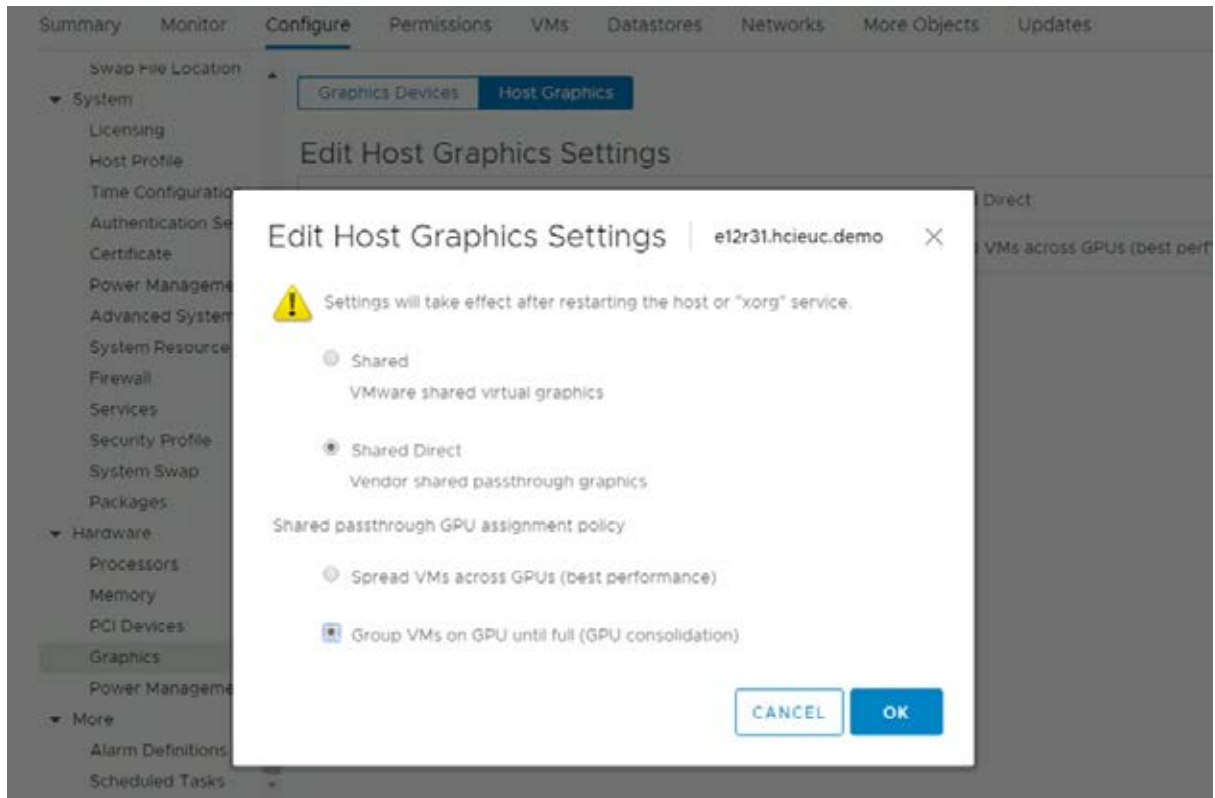 Summary Monitor Configure Permissions VMs Datastores Networks More Objects Updates
Swap File Location
System
Licensing
Host Profile
Time Configuratio
Authentication Se
Certificate
Power Manageme
Advanced System
System Resource
Firewall
Services
Security Profile
System Swap
Packages
Hardware
Processors
Memory
PCI Devices
Graphics
Power Manageme
More
Alarm Definitions
Scheduled Tasks
Graphics Devices Host Graphics
Edit Host Graphics Settings
Direct
VMs across GPUs (best perf
Edit Host Graphics Settings e12r31.hcieuc.demo
Settings will take effect after restarting the host or "xorg" service.
Shared
VMware shared virtual graphics
Shared Direct
Vendor shared passthrough graphics
Shared passthrough GPU assignment policy
Spread VMs across GPUs (best performance)
Group VMs on GPU until full (GPU consolidation)
CANCEL OK